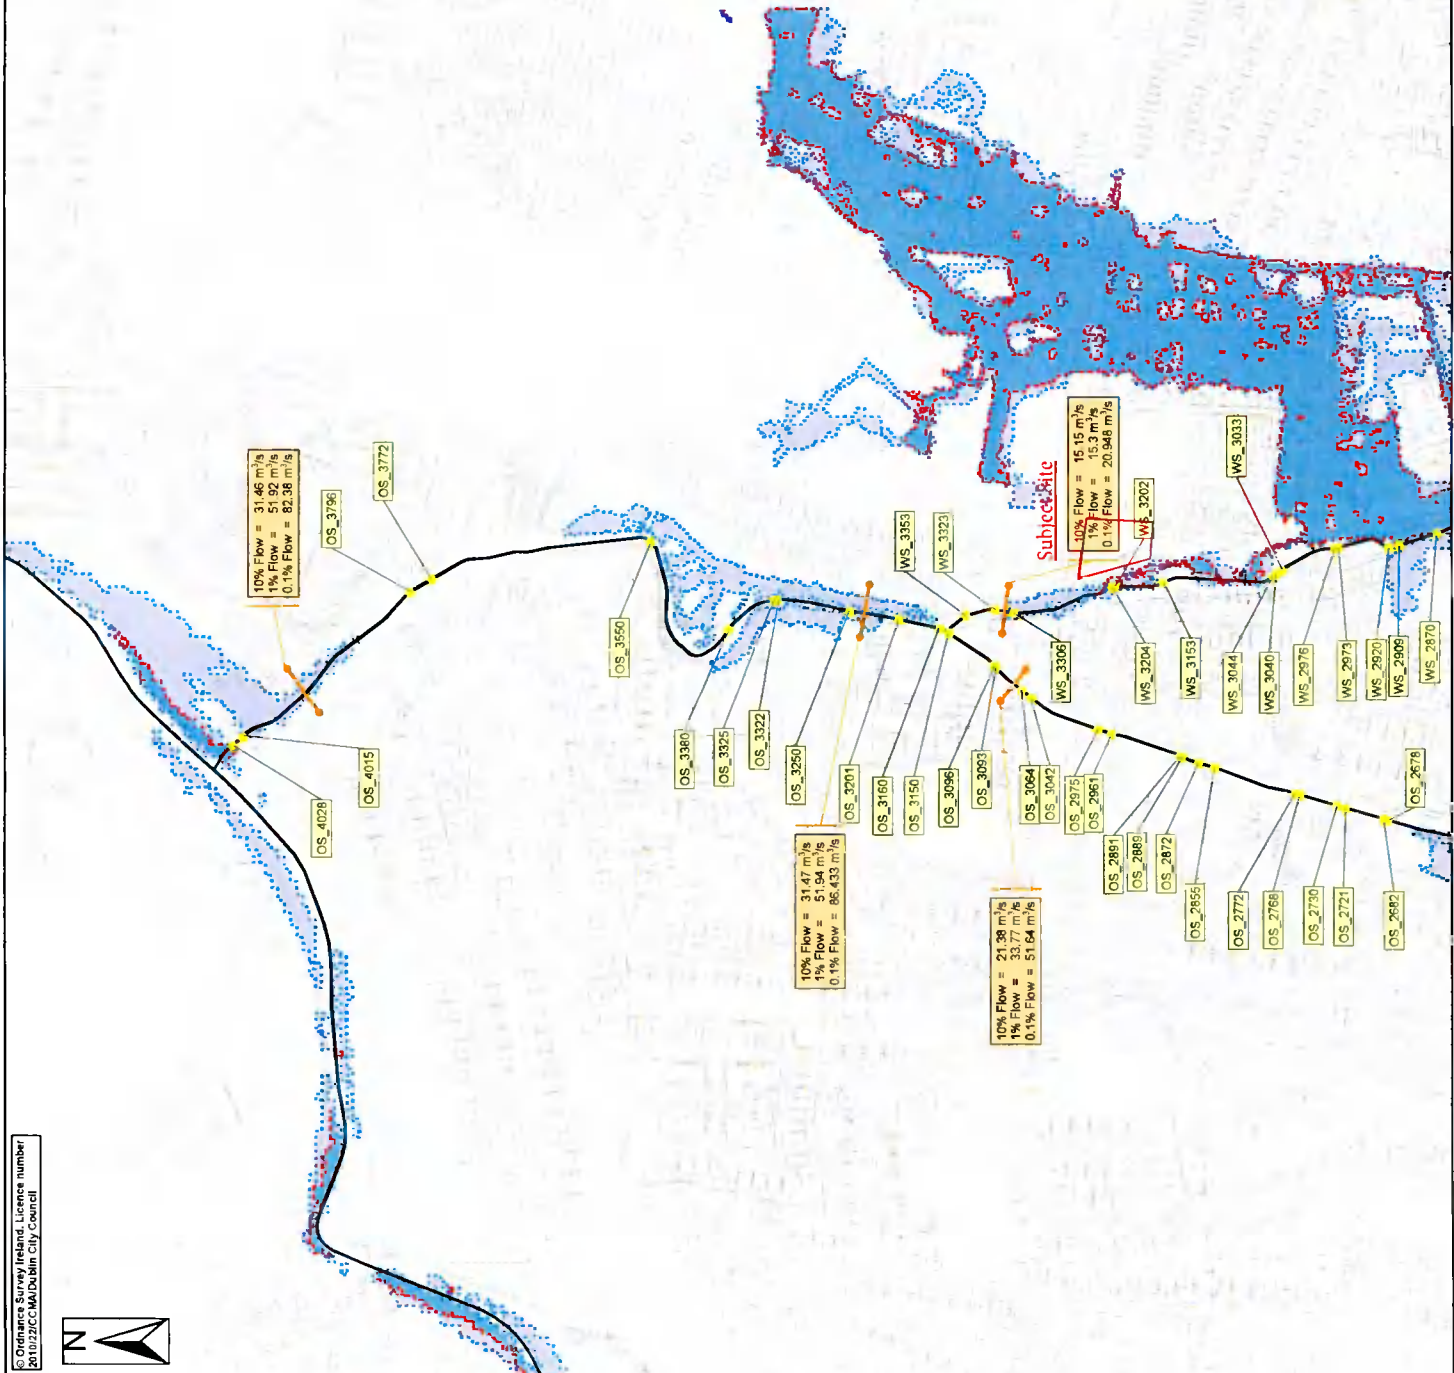 © Ordnance Survey Ireland. Licence number
2010/22/CCMA/Dublin City Council
N
10% Flow = 31.46 m³/s
1% Flow = 51.92 m³/s
0.1% Flow = 82.38 m³/s
OS_3796
OS_3772
OS_4028
OS_4015
OS_3550
OS_3380
OS_3325
OS_3322
OS_3250
OS_3201
OS_3160
OS_3150
OS_3096
OS_3093
OS_3064
OS_3042
OS_2975
OS_2961
OS_2891
OS_2889
OS_2872
OS_2855
OS_2772
OS_2768
OS_2730
OS_2721
OS_2682
OS_2678
10% Flow = 31.47 m³/s
1% Flow = 51.94 m³/s
0.1% Flow = 86.433 m³/s
10% Flow = 21.38 m³/s
1% Flow = 33.77 m³/s
0.1% Flow = 51.64 m³/s
WS_3353
WS_3323
Subject Site
10% Flow = 15.15 m³/s
1% Flow = 15.3 m³/s
0.1% Flow = 20.948 m³/s
WS_3202
WS_3033
WS_3306
WS_3204
WS_3153
WS_3044
WS_3040
WS_2976
WS_2973
WS_2920
WS_2909
WS_2870